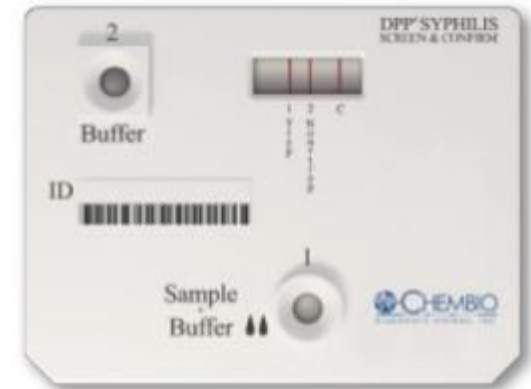 DPP® SYPHILIS
SCREEN & CONFIRM
2
Buffer
1 2 C
ID
1
Sample
+
Buffer
CHEMBIO